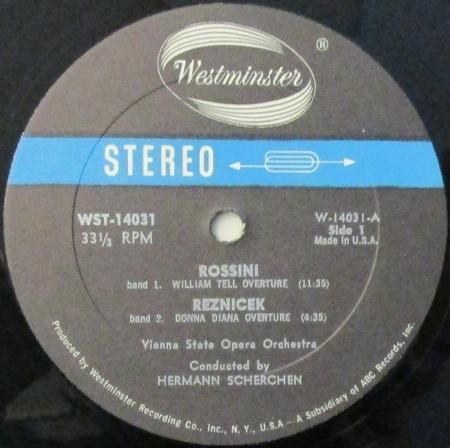 Westminster ®
STEREO
WST-14031
33⅓ RPM
W-14031-A
Side 1
Made in U.S.A.
ROSSINI
band 1. WILLIAM TELL OVERTURE (11:35)
REZNICEK
band 2. DONNA DIANA OVERTURE (4:35)
Vienna State Opera Orchestra
Conducted by
HERMANN SCHERCHEN
Produced by Westminster Recording Co., Inc., N. Y., U.S.A – A Subsidiary of ABC Records, Inc.